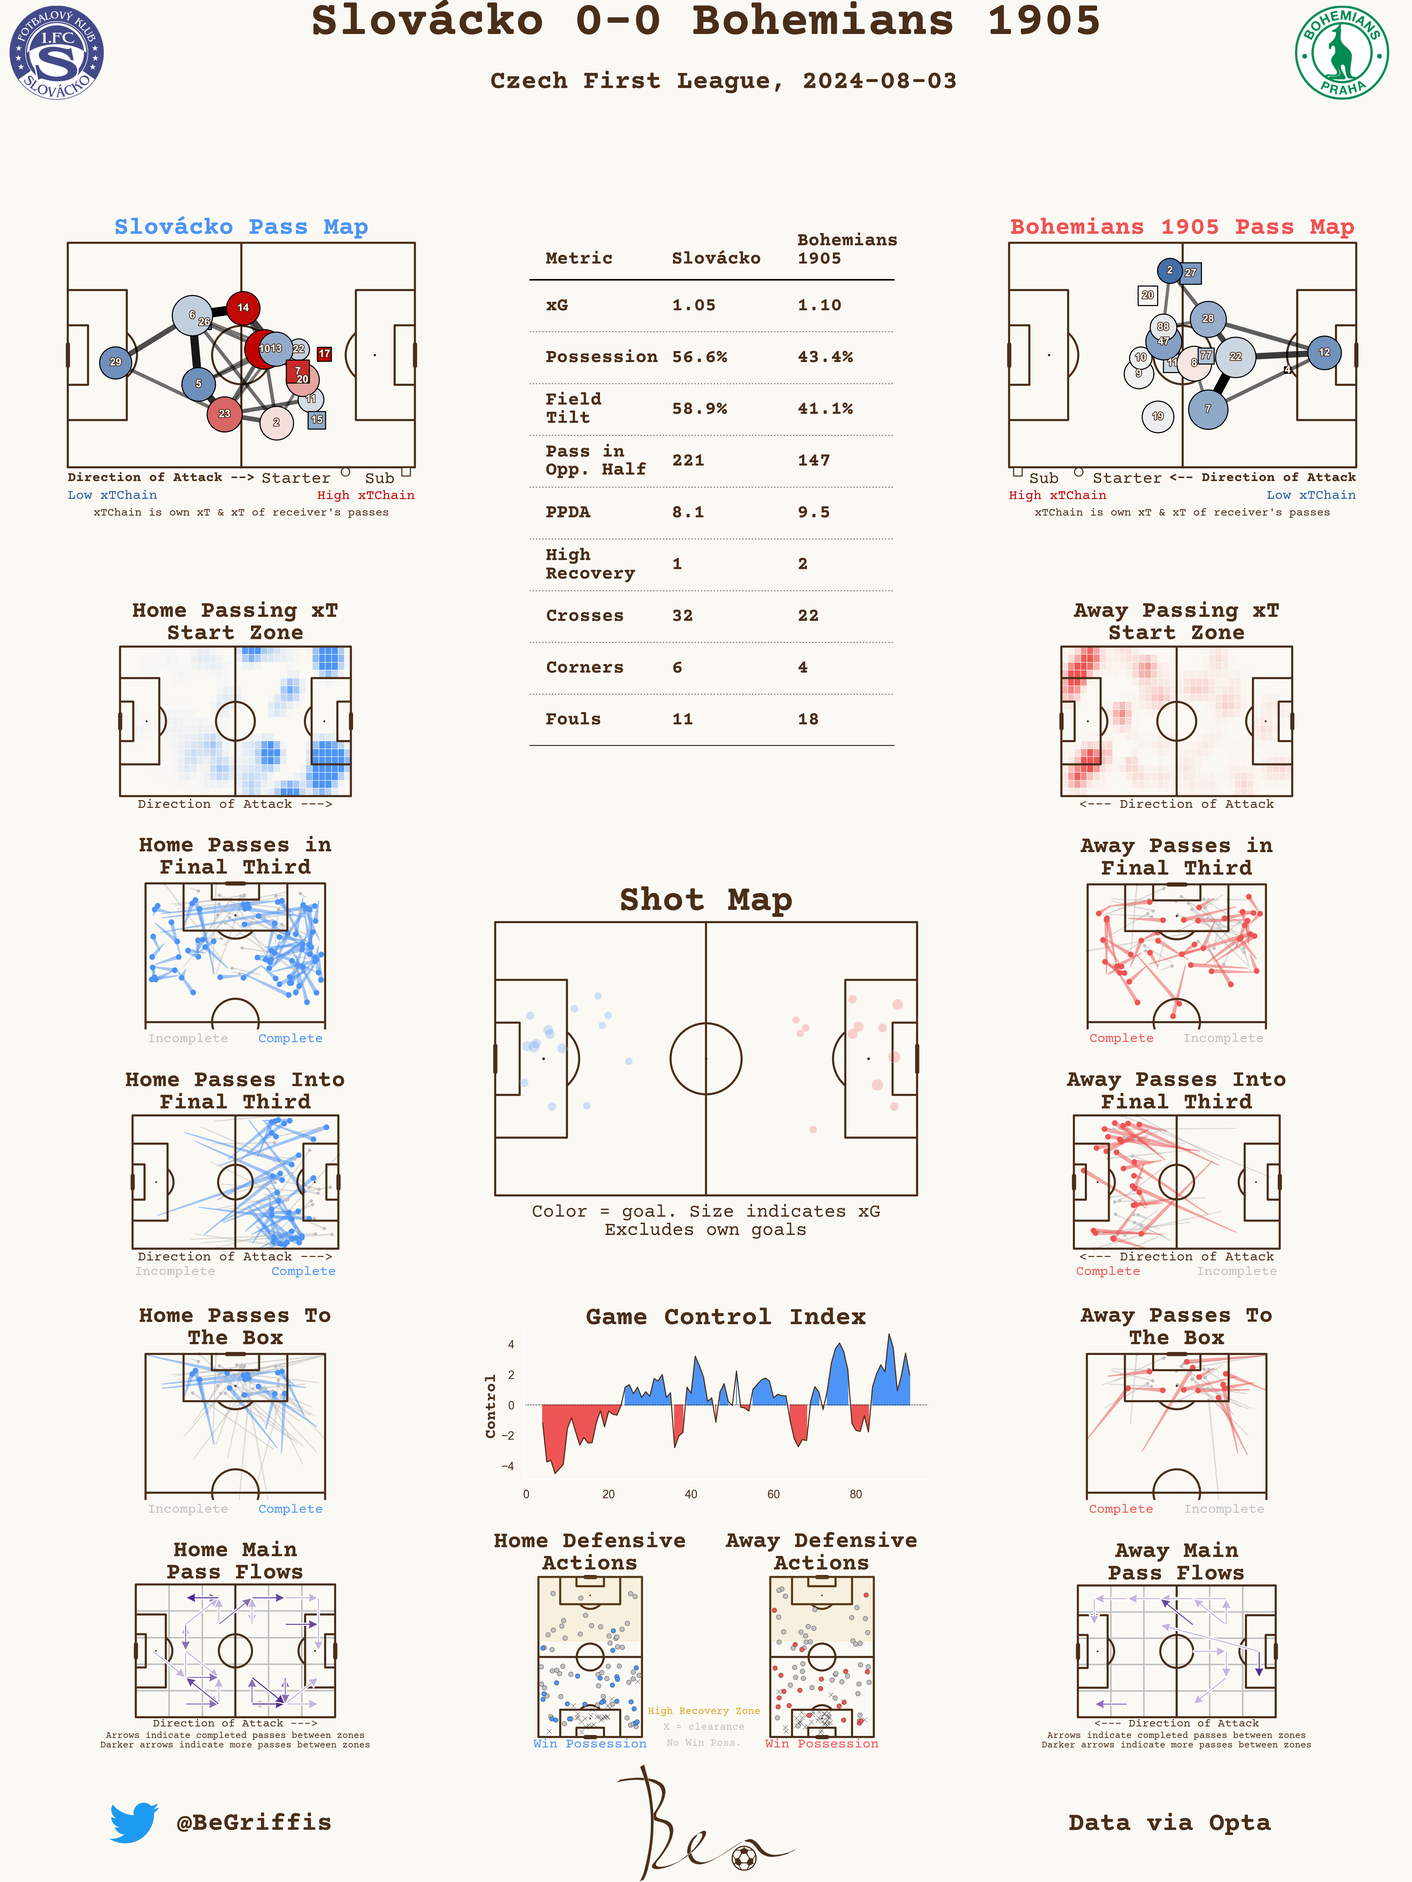 Slovácko 0-0 Bohemians 1905
Czech First League, 2024-08-03
FOTBALOVÝ KLUB
1.FC
S
SLOVÁCKO
BOHEMIANS
PRAHA
Slovácko Pass Map
6
26
14
10
13
22
17
29
7
20
5
11
23
2
15
Direction of Attack --> Starter Sub
Low xTChain High xTChain
xTChain is own xT & xT of receiver's passes
Metric Slovácko Bohemians 1905
xG 1.05 1.10
Possession 56.6% 43.4%
Field Tilt 58.9% 41.1%
Pass in Opp. Half 221 147
PPDA 8.1 9.5
High Recovery 1 2
Crosses 32 22
Corners 6 4
Fouls 11 18
Bohemians 1905 Pass Map
2
27
20
28
88
47
10
11
8
77
22
12
9
4
19
7
Sub Starter <-- Direction of Attack
High xTChain Low xTChain
xTChain is own xT & xT of receiver's passes
Home Passing xT
Start Zone
Direction of Attack --->
Away Passing xT
Start Zone
<--- Direction of Attack
Home Passes in
Final Third
Incomplete Complete
Away Passes in
Final Third
Complete Incomplete
Shot Map
Color = goal. Size indicates xG
Excludes own goals
Home Passes Into
Final Third
Direction of Attack --->
Incomplete Complete
Away Passes Into
Final Third
<--- Direction of Attack
Complete Incomplete
Home Passes To
The Box
Incomplete Complete
Game Control Index
Control
4
2
0
−2
−4
0 20 40 60 80
Away Passes To
The Box
Complete Incomplete
Home Main
Pass Flows
Direction of Attack --->
Arrows indicate completed passes between zones
Darker arrows indicate more passes between zones
Home Defensive
Actions
Win Possession
High Recovery Zone
X = clearance
No Win Poss.
Away Defensive
Actions
Win Possession
Away Main
Pass Flows
<--- Direction of Attack
Arrows indicate completed passes between zones
Darker arrows indicate more passes between zones
@BeGriffis
Ben
Data via Opta